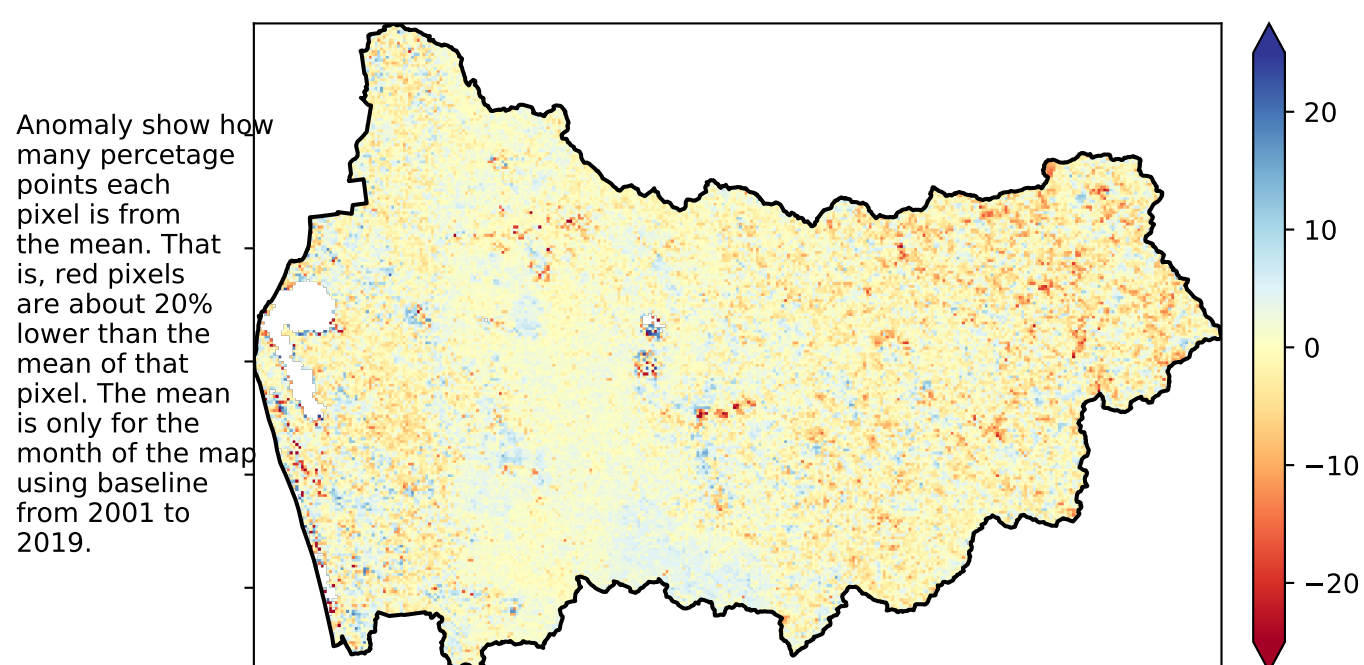 Anomaly show how
many percetage
points each
pixel is from
the mean. That
is, red pixels
are about 20%
lower than the
mean of that
pixel. The mean
is only for the
month of the map
using baseline
from 2001 to
2019.
20
10
0
−10
−20